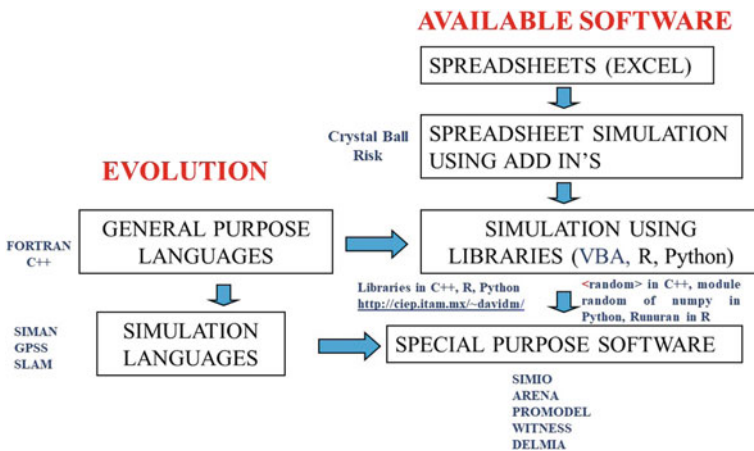 AVAILABLE SOFTWARE
SPREADSHEETS (EXCEL)
Crystal Ball
Risk
SPREADSHEET SIMULATION
USING ADD IN'S
EVOLUTION
FORTRAN
C++
GENERAL PURPOSE
LANGUAGES
SIMULATION USING
LIBRARIES (VBA, R, Python)
Libraries in C++, R, Python
http://ciep.itam.mx/~davidm/
<random> in C++, module
random of numpy in
Python, Runuran in R
SIMAN
GPSS
SLAM
SIMULATION
LANGUAGES
SPECIAL PURPOSE SOFTWARE
SIMIO
ARENA
PROMODEL
WITNESS
DELMIA